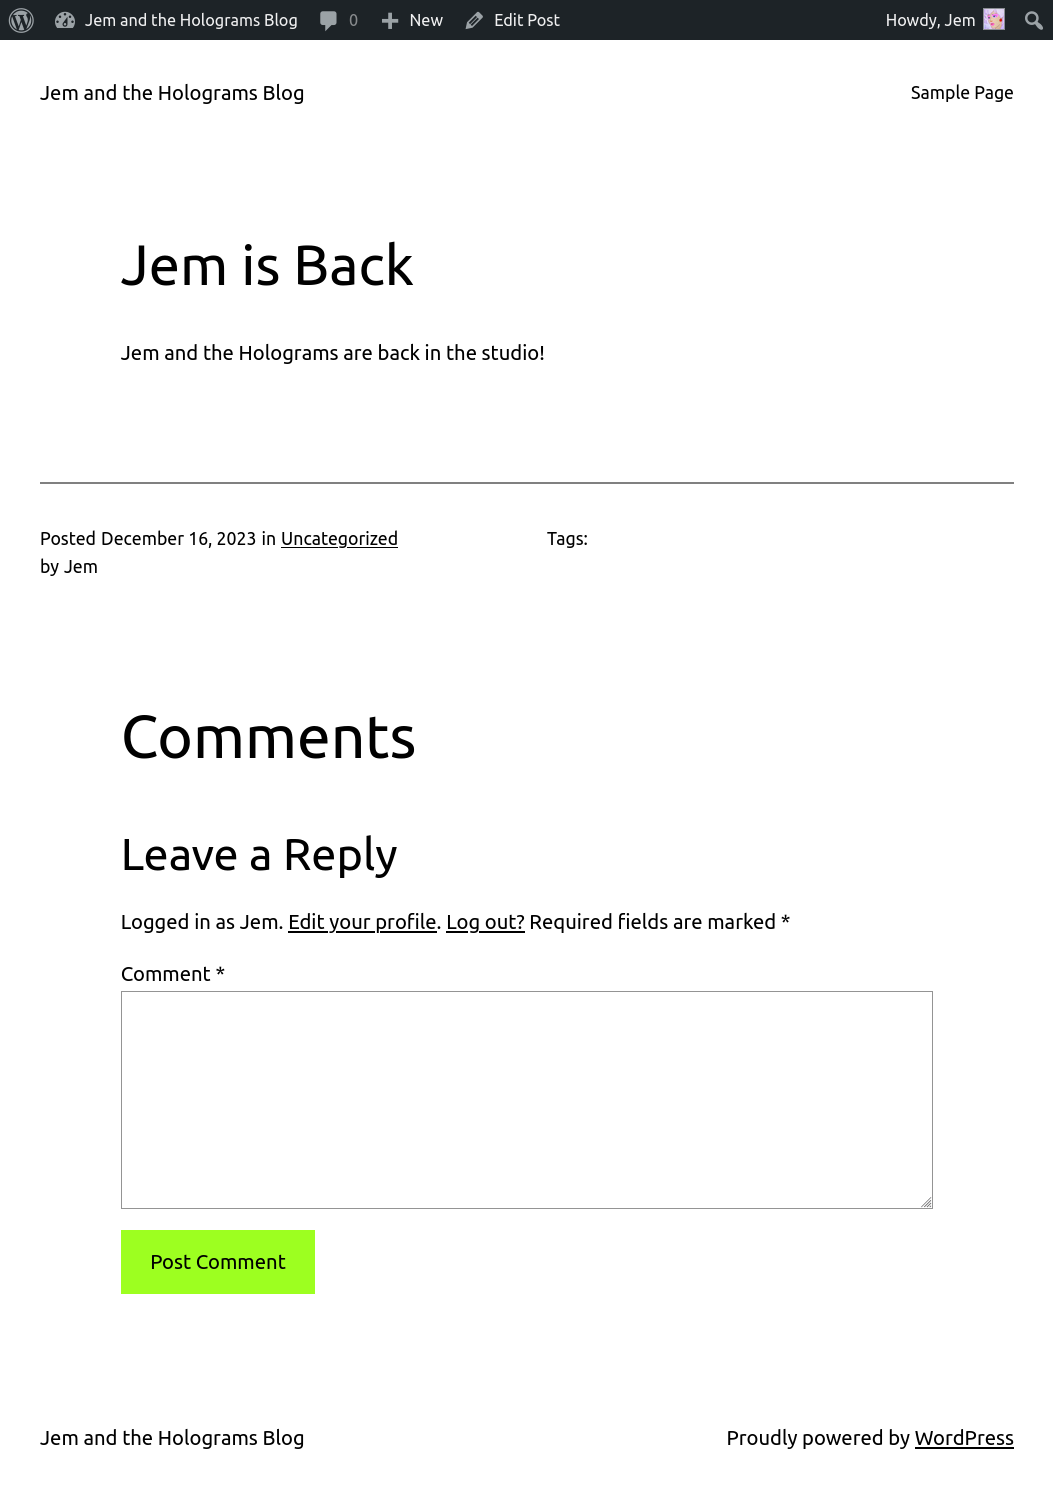 Jem and the Holograms Blog 0 New Edit Post Howdy, Jem
Jem and the Holograms Blog Sample Page
Jem is Back
Jem and the Holograms are back in the studio!
Posted December 16, 2023 in Uncategorized Tags:
by Jem
Comments
Leave a Reply
Logged in as Jem. Edit your profile. Log out? Required fields are marked *
Comment *
Post Comment
Jem and the Holograms Blog Proudly powered by WordPress